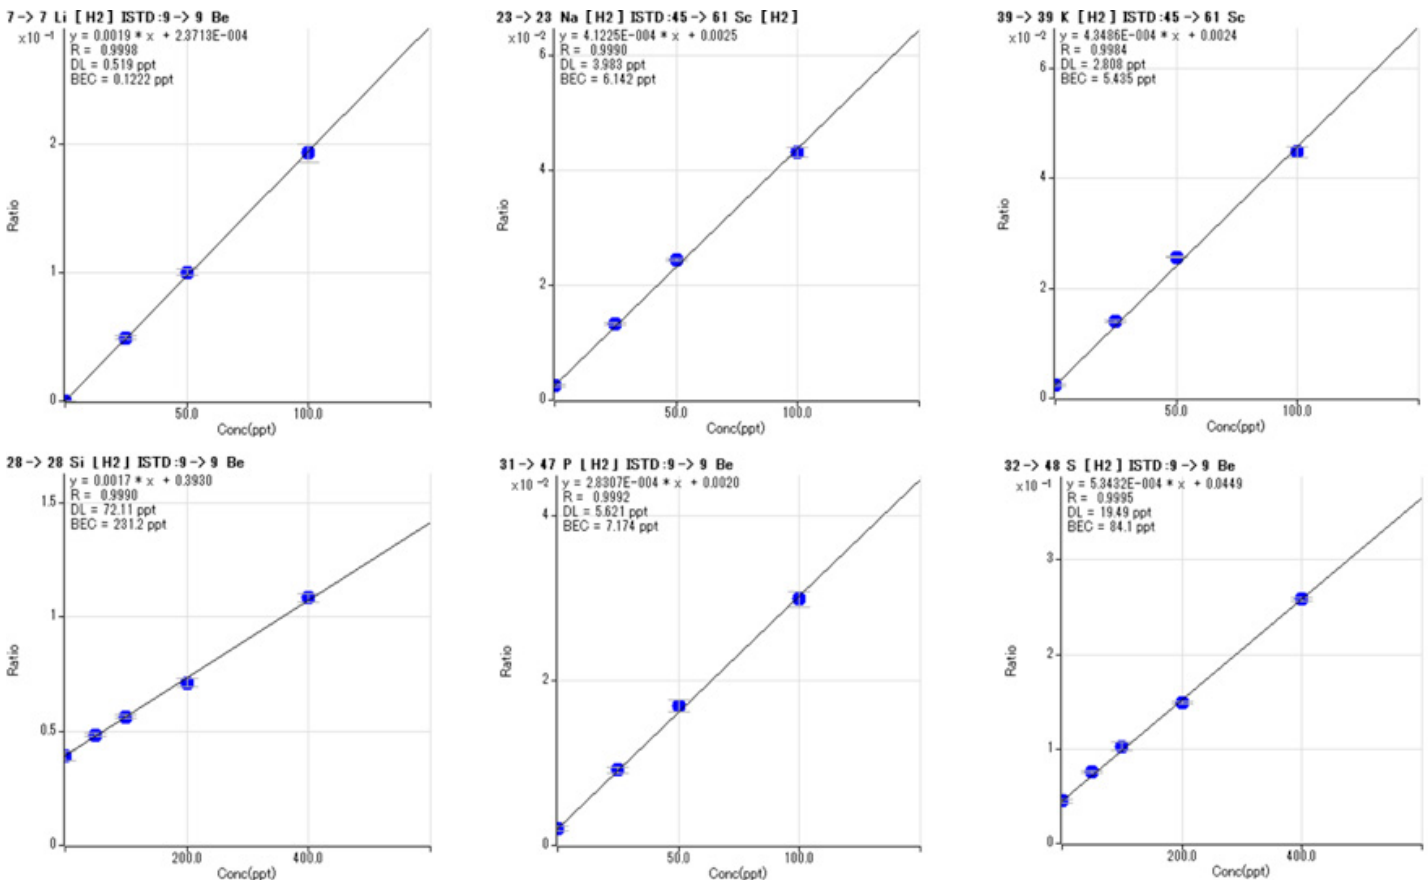 7 -> 7 Li [H2] ISTD:9 -> 9 Be
x10 -1
y = 0.0019 * x + 2.3713E-004
R = 0.9998
DL = 0.519 ppt
BEC = 0.1222 ppt
2
1
0
Ratio
50.0
100.0
Conc(ppt)
23 -> 23 Na [H2] ISTD:45 -> 61 Sc [H2]
x10 -2
y = 4.1225E-004 * x + 0.0025
R = 0.9990
DL = 3.983 ppt
BEC = 6.142 ppt
6
4
2
0
Ratio
50.0
100.0
Conc(ppt)
39 -> 39 K [H2] ISTD:45 -> 61 Sc
x10 -2
y = 4.3486E-004 * x + 0.0024
R = 0.9984
DL = 2.808 ppt
BEC = 5.435 ppt
6
4
2
0
Ratio
50.0
100.0
Conc(ppt)
28 -> 28 Si [H2] ISTD:9 -> 9 Be
y = 0.0017 * x + 0.3930
R = 0.9990
DL = 72.11 ppt
BEC = 231.2 ppt
1.5
1
0.5
0
Ratio
200.0
400.0
Conc(ppt)
31 -> 47 P [H2] ISTD:9 -> 9 Be
x10 -2
y = 2.8307E-004 * x + 0.0020
R = 0.9992
DL = 5.621 ppt
BEC = 7.174 ppt
4
2
0
Ratio
50.0
100.0
Conc(ppt)
32 -> 48 S [H2] ISTD:9 -> 9 Be
x10 -1
y = 5.3432E-004 * x + 0.0449
R = 0.9995
DL = 19.49 ppt
BEC = 84.1 ppt
3
2
1
0
Ratio
200.0
400.0
Conc(ppt)